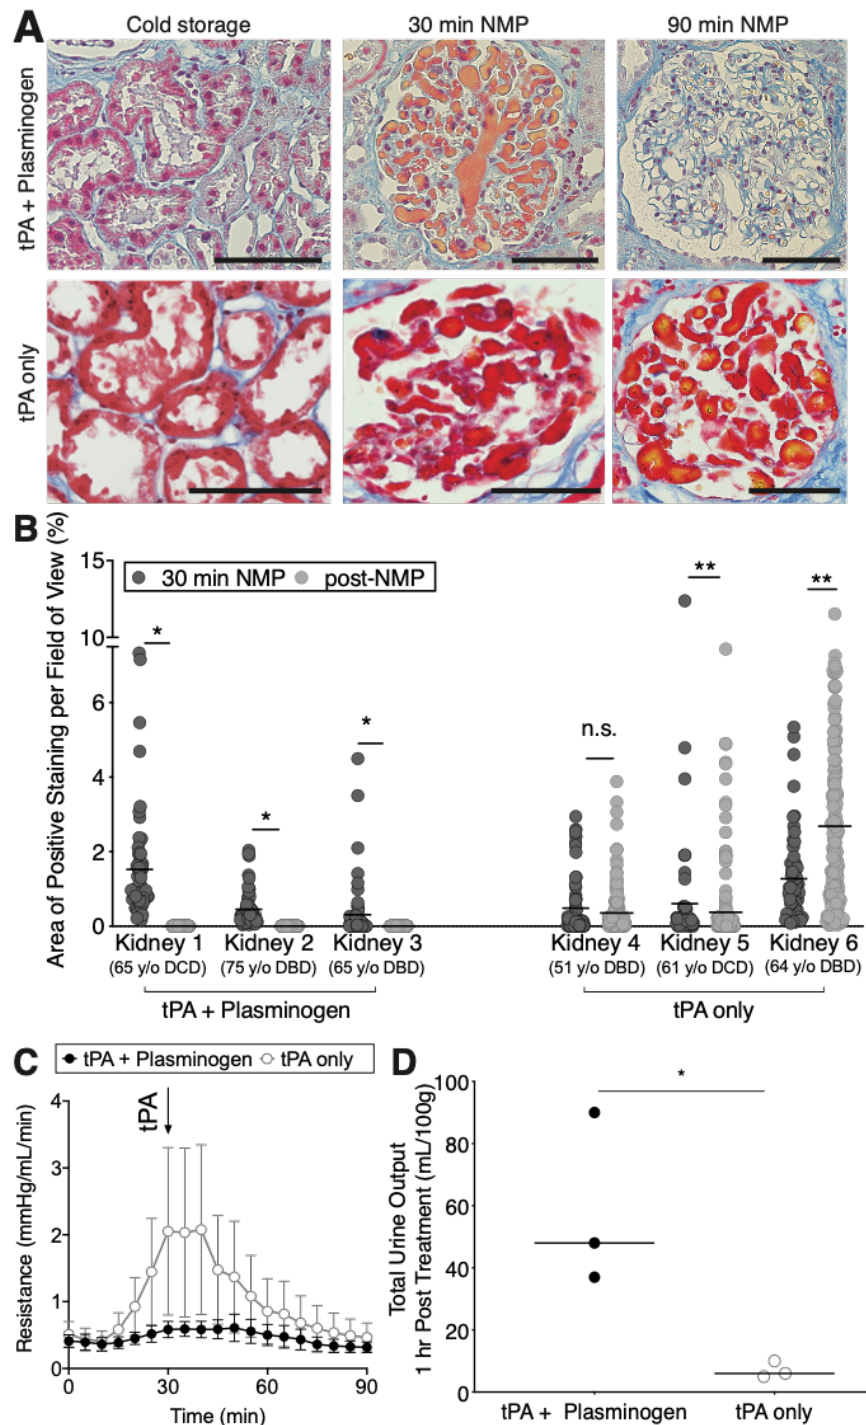 A
Cold storage
30 min NMP
90 min NMP
tPA + Plasminogen
tPA only
B
Area of Positive Staining per Field of View (%)
15
10
6
4
2
0
30 min NMP
post-NMP
*
*
*
n.s.
**
**
Kidney 1
(65 y/o DCD)
Kidney 2
(75 y/o DBD)
Kidney 3
(65 y/o DBD)
Kidney 4
(51 y/o DBD)
Kidney 5
(61 y/o DCD)
Kidney 6
(64 y/o DBD)
tPA + Plasminogen
tPA only
C
tPA + Plasminogen
tPA only
Resistance (mmHg/mL/min)
4
3
2
1
0
tPA
0
30
60
90
Time (min)
D
Total Urine Output
1 hr Post Treatment (mL/100g)
100
80
60
40
20
0
*
tPA + Plasminogen
tPA only